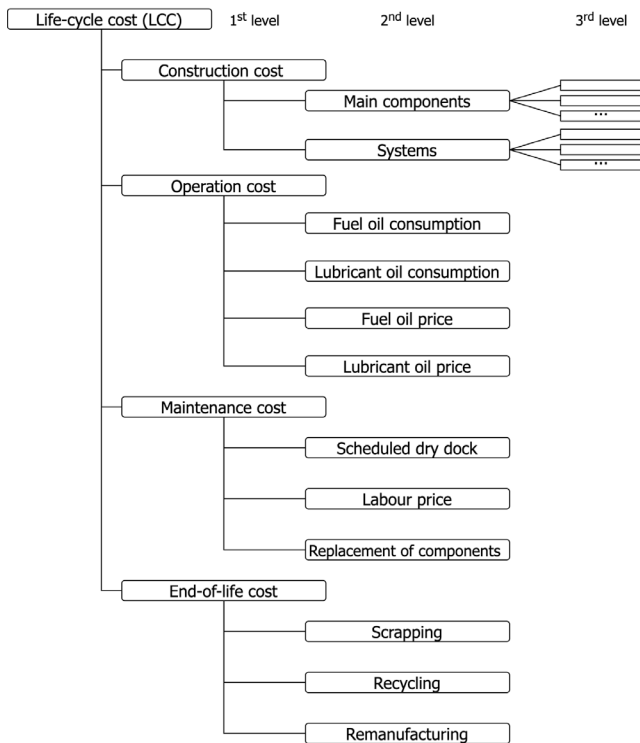 Life-cycle cost (LCC) 1st level 2nd level 3rd level
Construction cost
Main components
...
Systems
...
Operation cost
Fuel oil consumption
Lubricant oil consumption
Fuel oil price
Lubricant oil price
Maintenance cost
Scheduled dry dock
Labour price
Replacement of components
End-of-life cost
Scrapping
Recycling
Remanufacturing